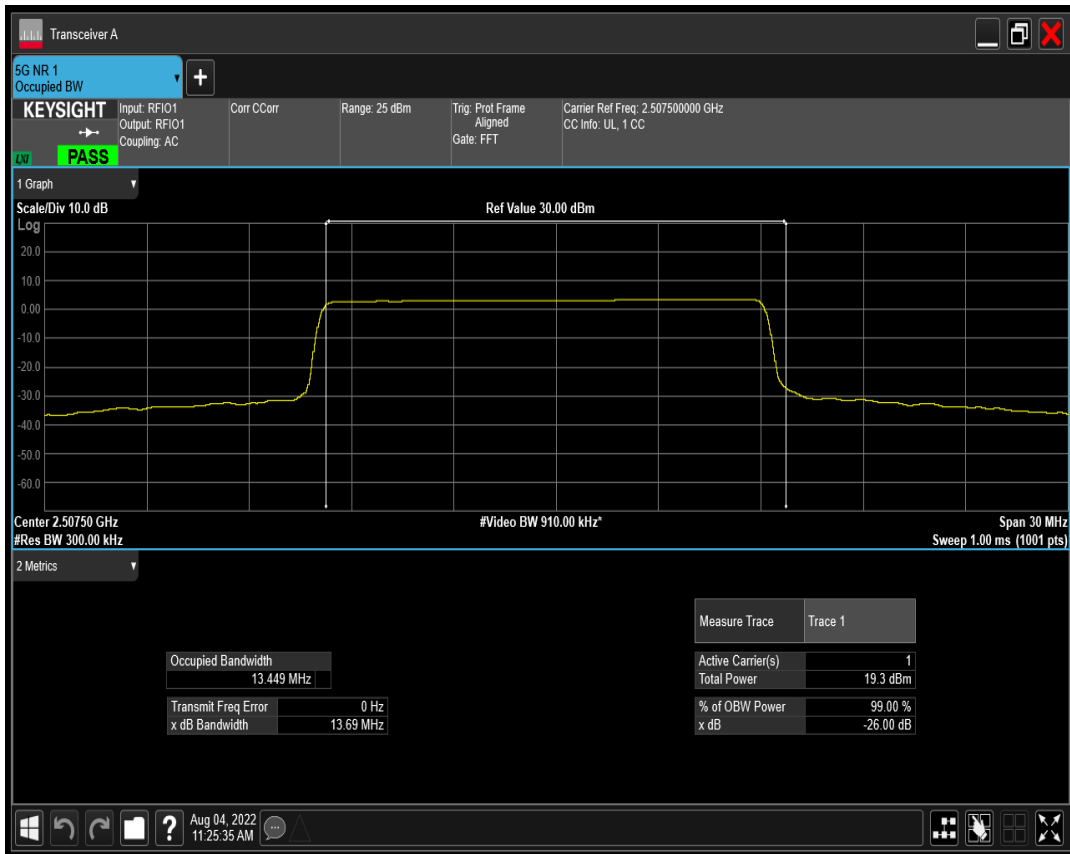 Transceiver A
5G NR 1
Occupied BW
+
KEYSIGHT
LXI
PASS
Input: RFIO1
Output: RFIO1
Coupling: AC
Corr CCorr
Range: 25 dBm
Trig: Prot Frame
Aligned
Gate: FFT
Carrier Ref Freq: 2.507500000 GHz
CC Info: UL, 1 CC
1 Graph
Scale/Div 10.0 dB
Ref Value 30.00 dBm
Log
20.0
10.0
0.00
-10.0
-20.0
-30.0
-40.0
-50.0
-60.0
Center 2.50750 GHz
#Video BW 910.00 kHz*
Span 30 MHz
#Res BW 300.00 kHz
Sweep 1.00 ms (1001 pts)
2 Metrics
Measure Trace Trace 1
Occupied Bandwidth
13.449 MHz
Active Carrier(s) 1
Total Power 19.3 dBm
Transmit Freq Error 0 Hz
x dB Bandwidth 13.69 MHz
% of OBW Power 99.00 %
x dB -26.00 dB
?
Aug 04, 2022
11:25:35 AM